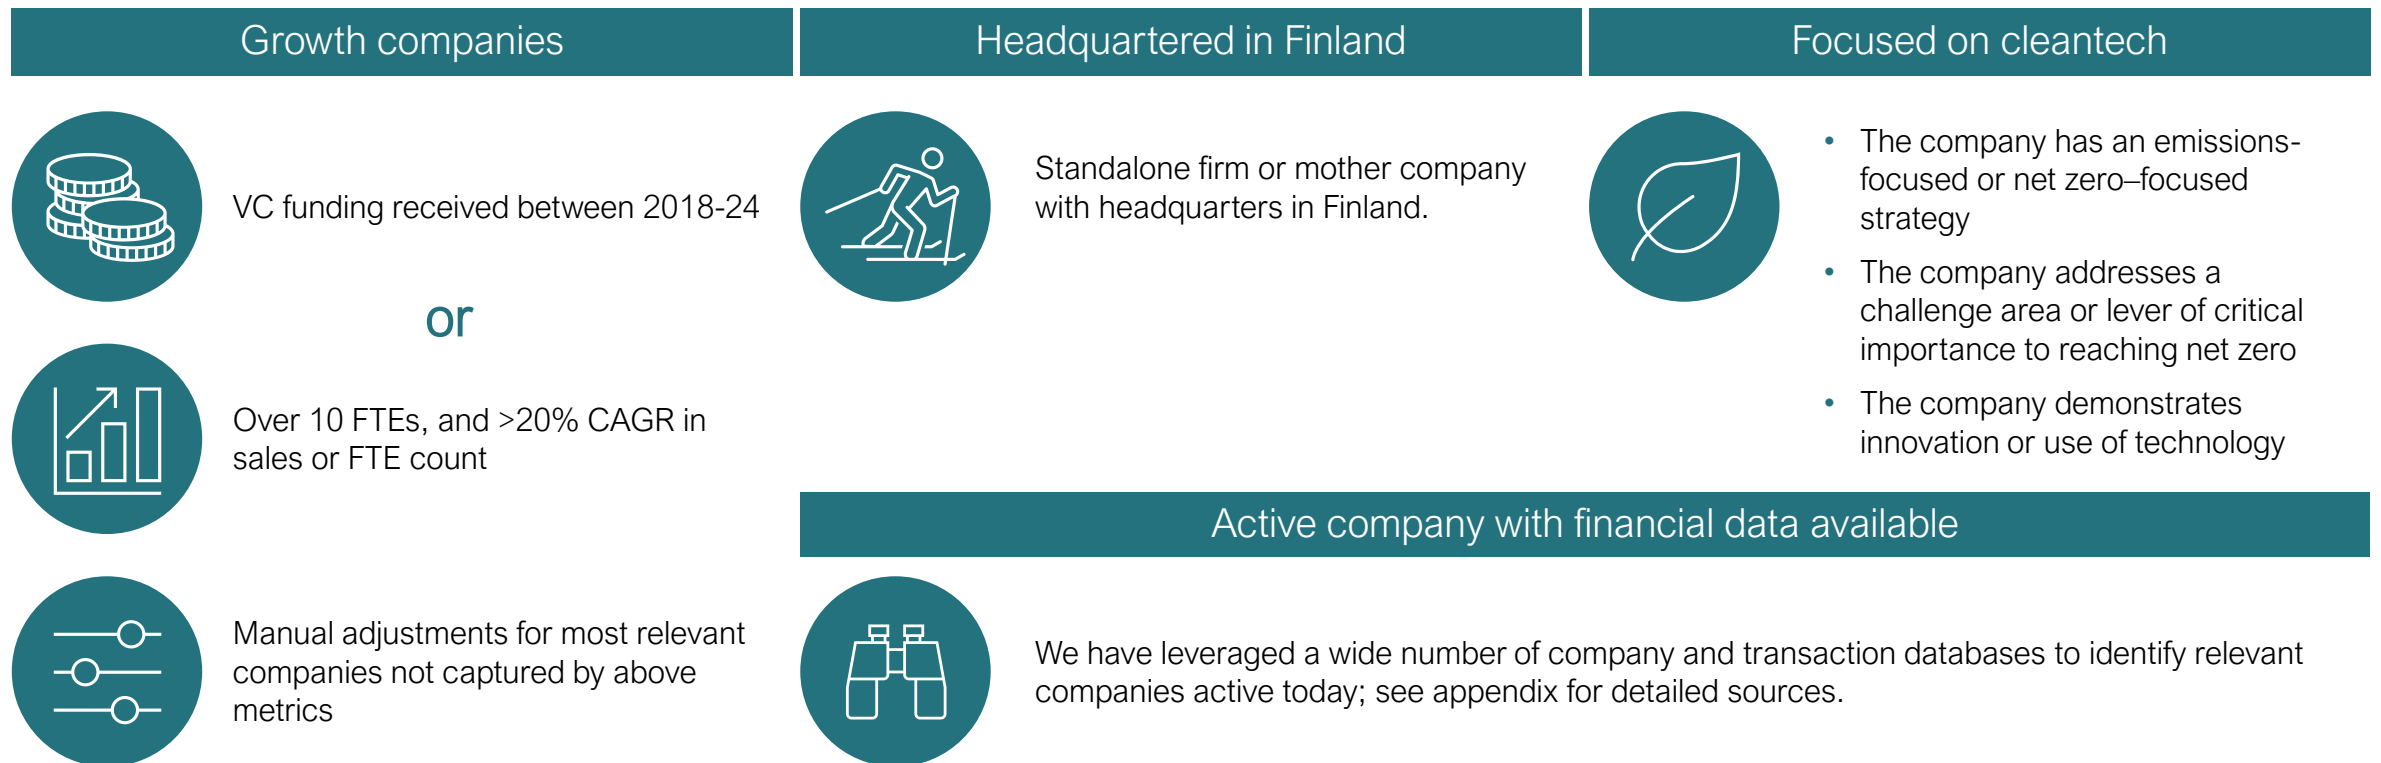 Growth companies
VC funding received between 2018-24
or
Over 10 FTEs, and >20% CAGR in
sales or FTE count
Manual adjustments for most relevant
companies not captured by above
metrics
Headquartered in Finland
Standalone firm or mother company
with headquarters in Finland.
Focused on cleantech
• The company has an emissions-
focused or net zero–focused
strategy
• The company addresses a
challenge area or lever of critical
importance to reaching net zero
• The company demonstrates
innovation or use of technology
Active company with financial data available
We have leveraged a wide number of company and transaction databases to identify relevant
companies active today; see appendix for detailed sources.